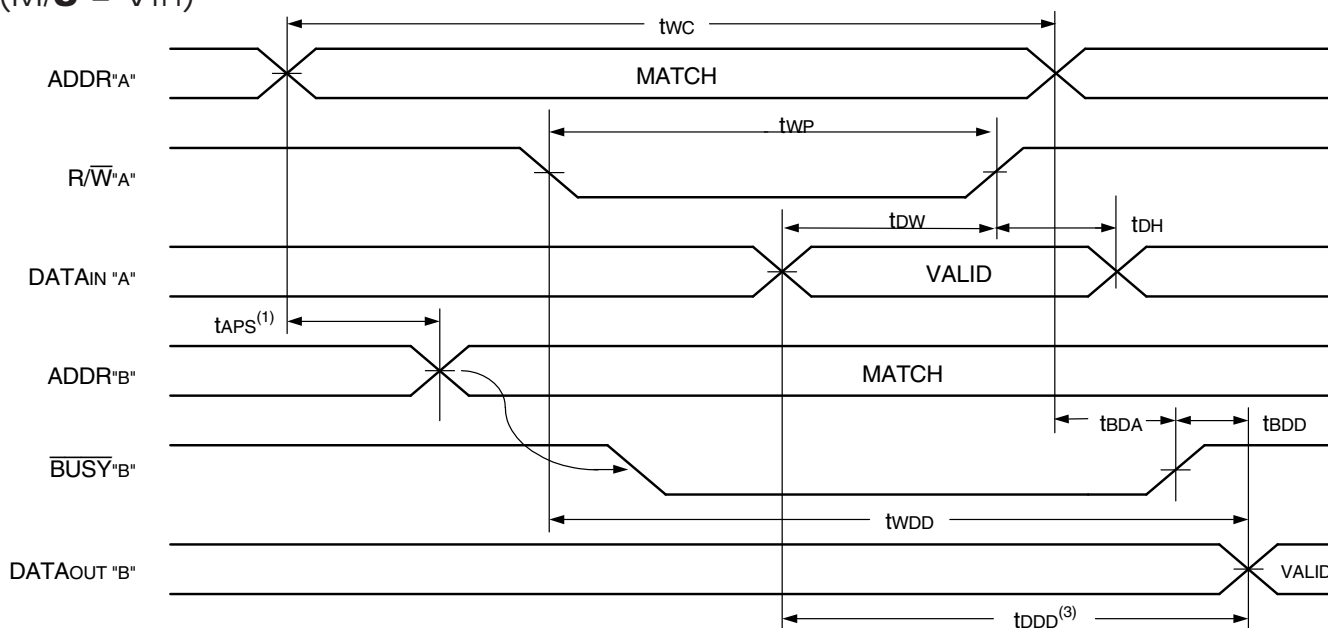 (M/S = VIH)
tWC
ADDR"A" MATCH
tWP
R/W̅"A"
tDW tDH
DATAIN "A" VALID
tAPS(1)
ADDR"B" MATCH
tBDA tBDD
B̅U̅S̅Y̅"B"
tWDD
DATAOUT "B" VALID
tDDD(3)